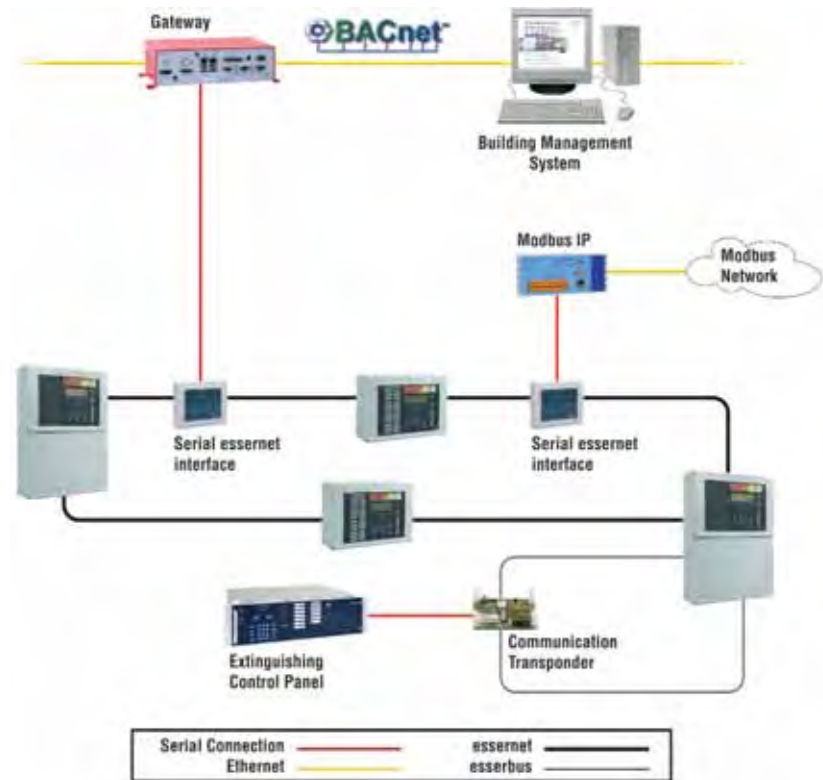 Gateway
BACnet™
Building Management
System
Modbus IP
Modbus
Network
Serial essernet
interface
Serial essernet
interface
Extinguishing
Control Panel
Communication
Transponder
Serial Connection
essernet
Ethernet
esserbus